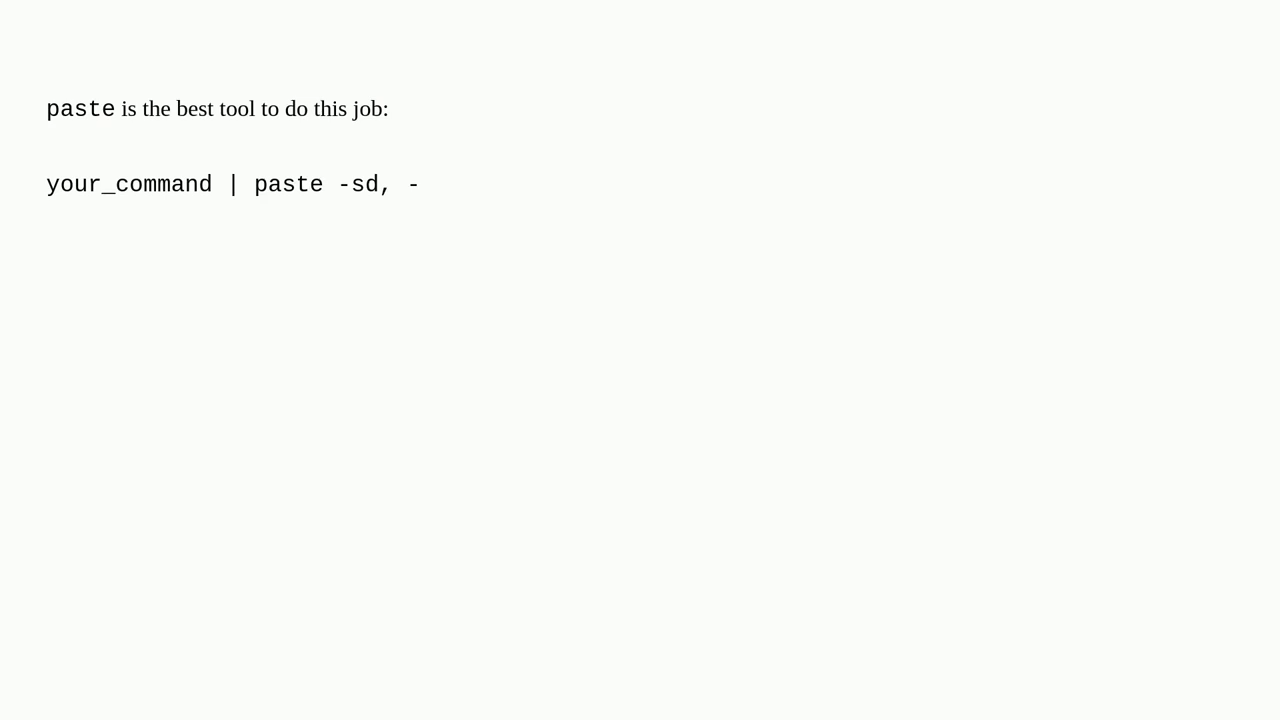 paste is the best tool to do this job:
your_command | paste -sd, -